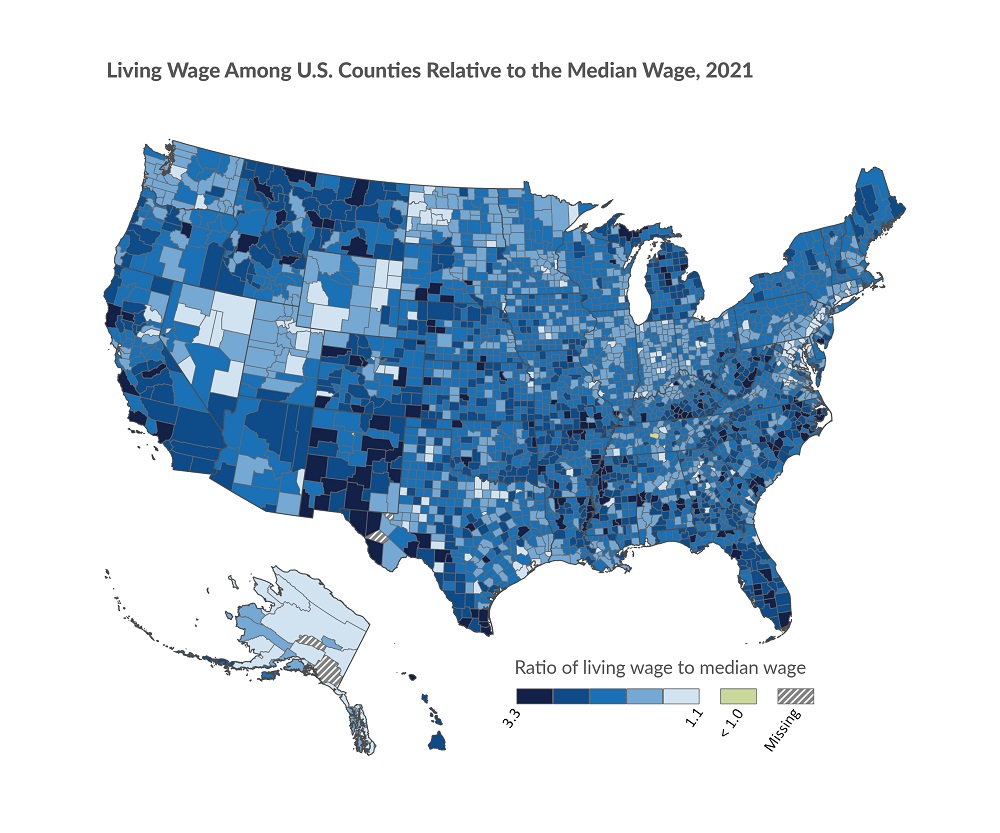 Living Wage Among U.S. Counties Relative to the Median Wage, 2021
Ratio of living wage to median wage
3.3
1.1
< 1.0
Missing